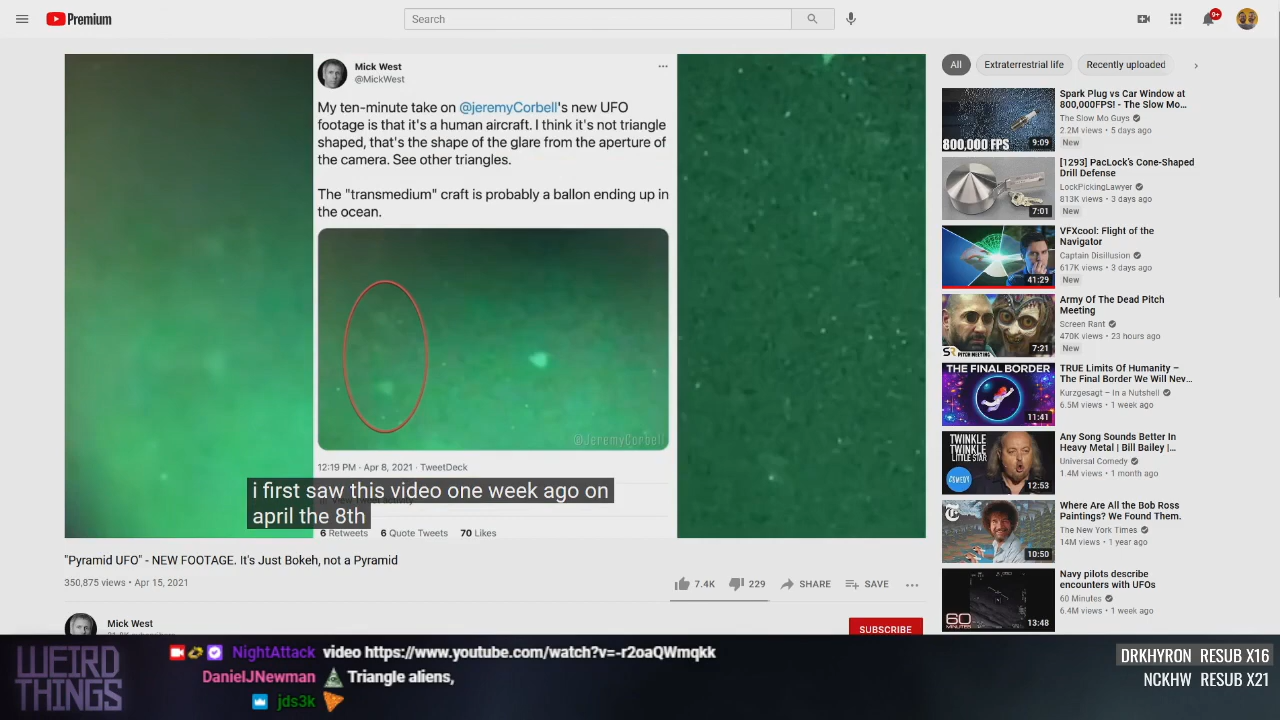 Premium
Search
9+
Mick West
@MickWest
My ten-minute take on @jeremyCorbell's new UFO
footage is that it's a human aircraft. I think it's not triangle
shaped, that's the shape of the glare from the aperture of
the camera. See other triangles.
The "transmedium" craft is probably a ballon ending up in
the ocean.
@JeremyCorbell
12:19 PM · Apr 8, 2021 · TweetDeck
i first saw this video one week ago on
april the 8th
6 Retweets 6 Quote Tweets 70 Likes
"Pyramid UFO" - NEW FOOTAGE. It's Just Bokeh, not a Pyramid
350,875 views • Apr 15, 2021
7.4K 229 SHARE SAVE
Mick West
SUBSCRIBE
All Extraterrestrial life Recently uploaded
Spark Plug vs Car Window at
800,000FPS! - The Slow Mo...
The Slow Mo Guys
2.2M views • 5 days ago
New
800,000 FPS
9:09
[1293] PacLock's Cone-Shaped
Drill Defense
LockPickingLawyer
813K views • 3 days ago
New
7:01
VFXcool: Flight of the
Navigator
Captain Disillusion
617K views • 3 days ago
New
41:29
Army Of The Dead Pitch
Meeting
Screen Rant
470K views • 23 hours ago
New
SR PITCH MEETING
7:21
TRUE Limits Of Humanity –
The Final Border We Will Nev...
Kurzgesagt – In a Nutshell
6.5M views • 1 week ago
THE FINAL BORDER
11:41
Any Song Sounds Better In
Heavy Metal | Bill Bailey |...
Universal Comedy
1.4M views • 1 month ago
TWINKLE
TWINKLE
LITTLE STAR
COMEDY
12:53
Where Are All the Bob Ross
Paintings? We Found Them.
The New York Times
14M views • 1 year ago
10:50
Navy pilots describe
encounters with UFOs
60 Minutes
6.4M views • 1 week ago
60
MINUTES
13:48
WEIRD
THINGS
NightAttack video https://www.youtube.com/watch?v=-r2oaQWmqkk
DanielJNewman Triangle aliens,
jds3k
DRKHYRON RESUB X16
NCKHW RESUB X21